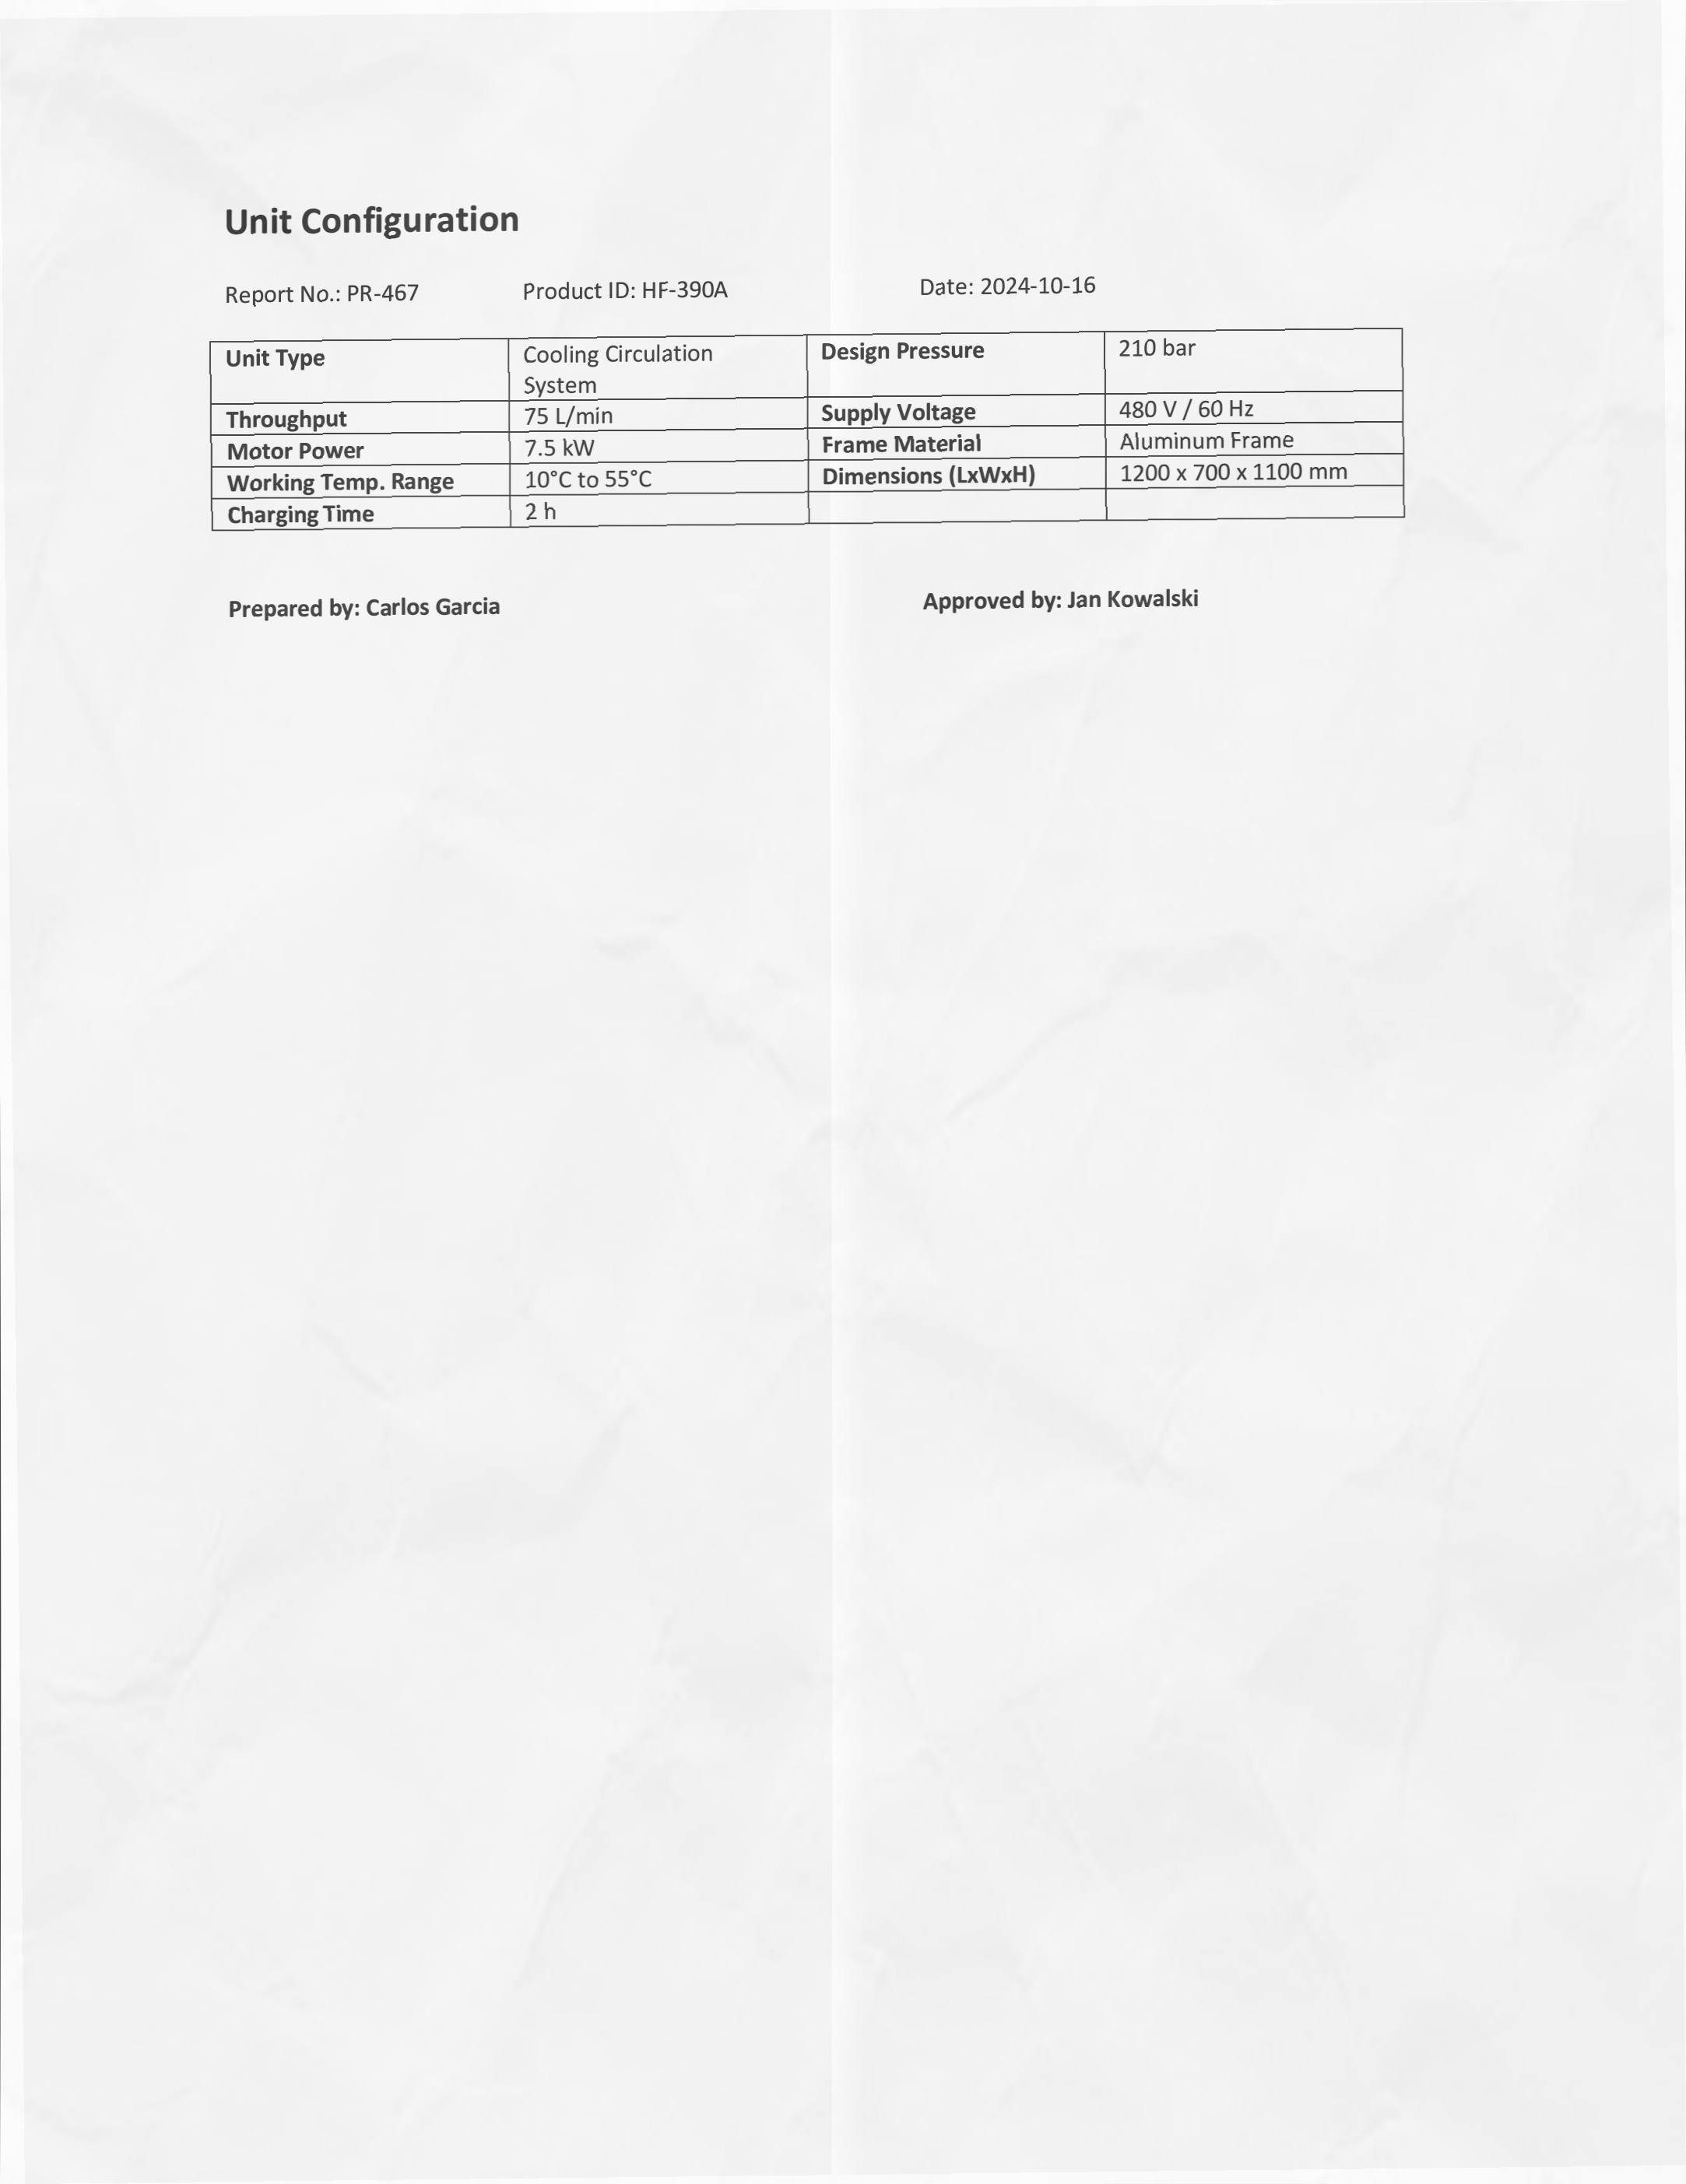 Unit Configuration
Report No.: PR-467 Product ID: HF-390A Date: 2024-10-16
Unit Type Cooling Circulation System Design Pressure 210 bar
Throughput 75 L/min Supply Voltage 480 V / 60 Hz
Motor Power 7.5 kW Frame Material Aluminum Frame
Working Temp. Range 10°C to 55°C Dimensions (LxWxH) 1200 x 700 x 1100 mm
Charging Time 2 h
Prepared by: Carlos Garcia Approved by: Jan Kowalski